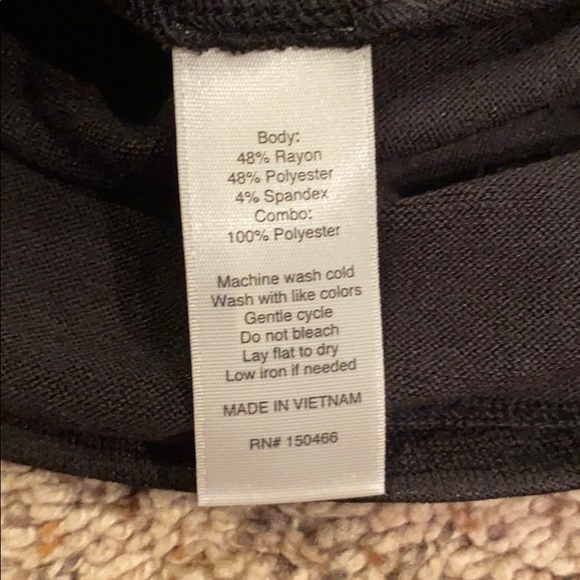 Body:
48% Rayon
48% Polyester
4% Spandex
Combo:
100% Polyester
Machine wash cold
Wash with like colors
Gentle cycle
Do not bleach
Lay flat to dry
Low iron if needed
MADE IN VIETNAM
RN# 150466